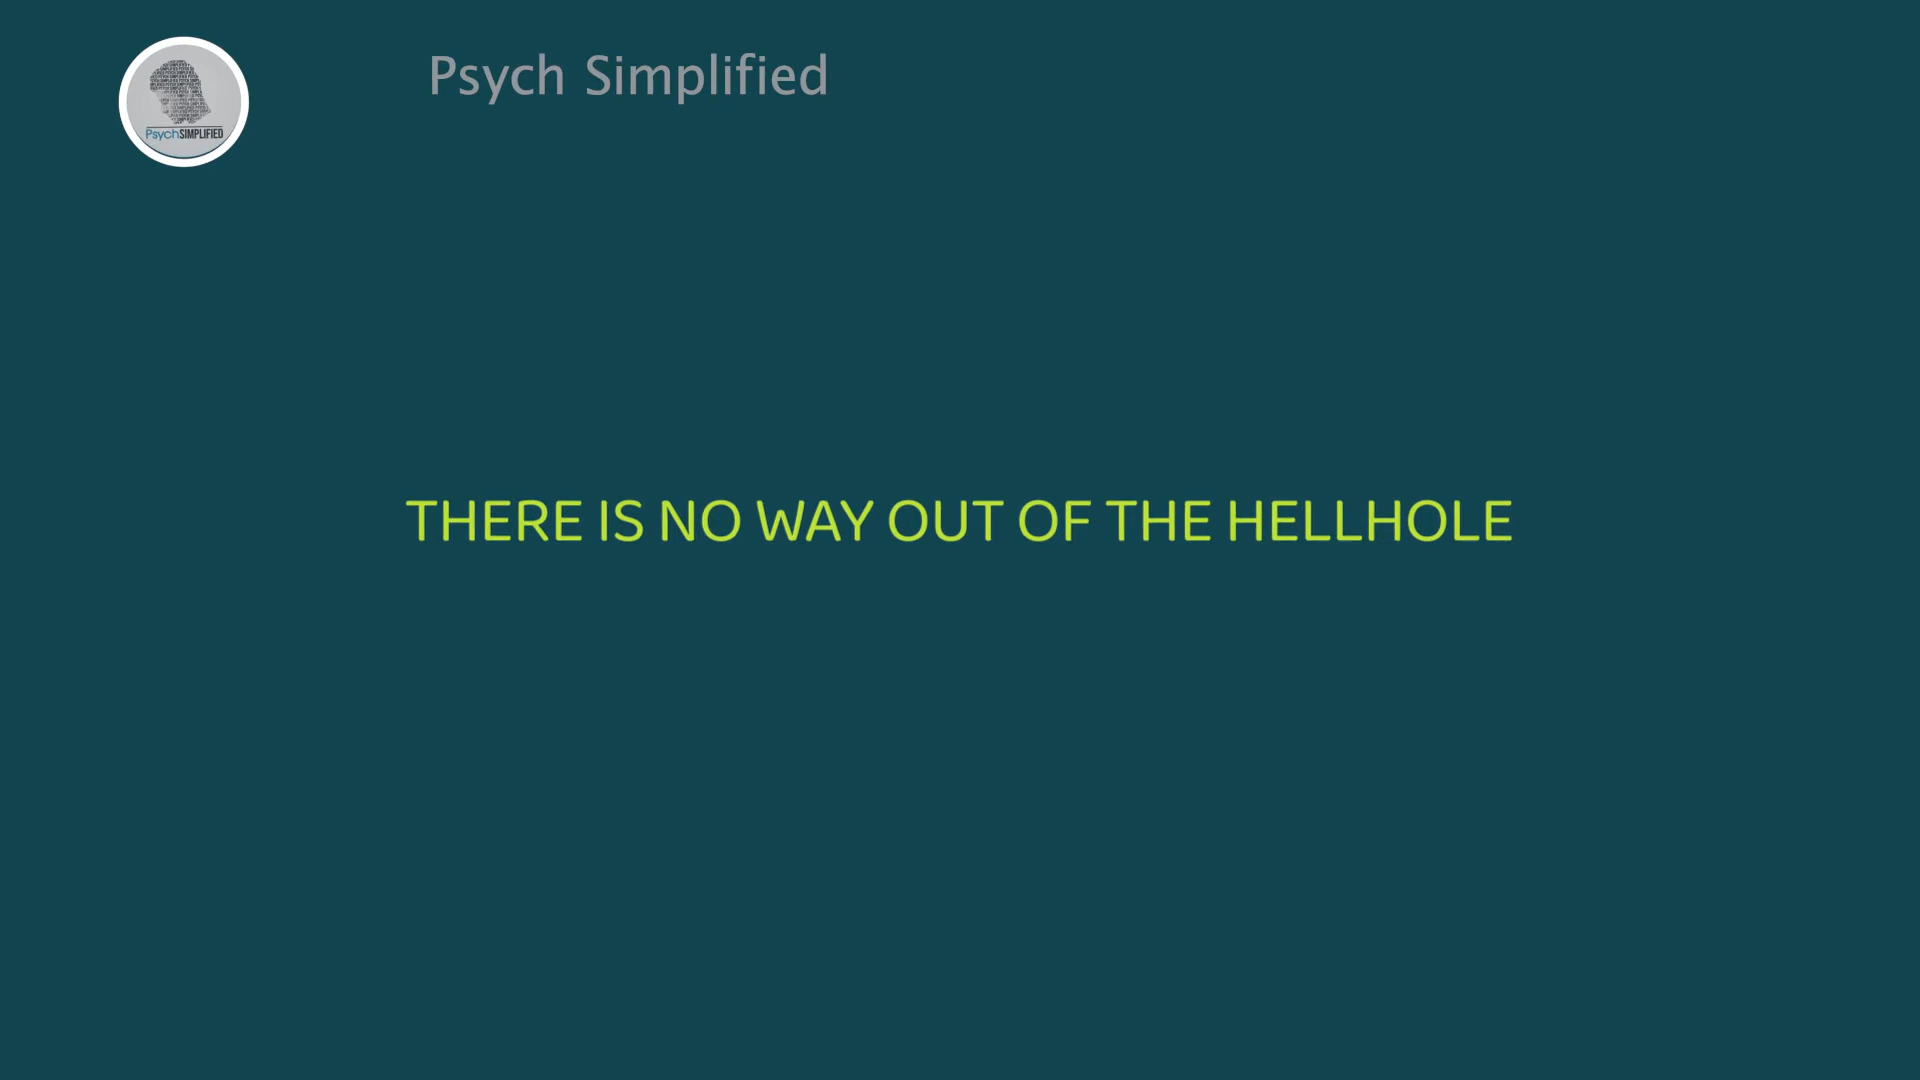 Psych Simplified
PsychSIMPLIFIED
THERE IS NO WAY OUT OF THE HELLHOLE